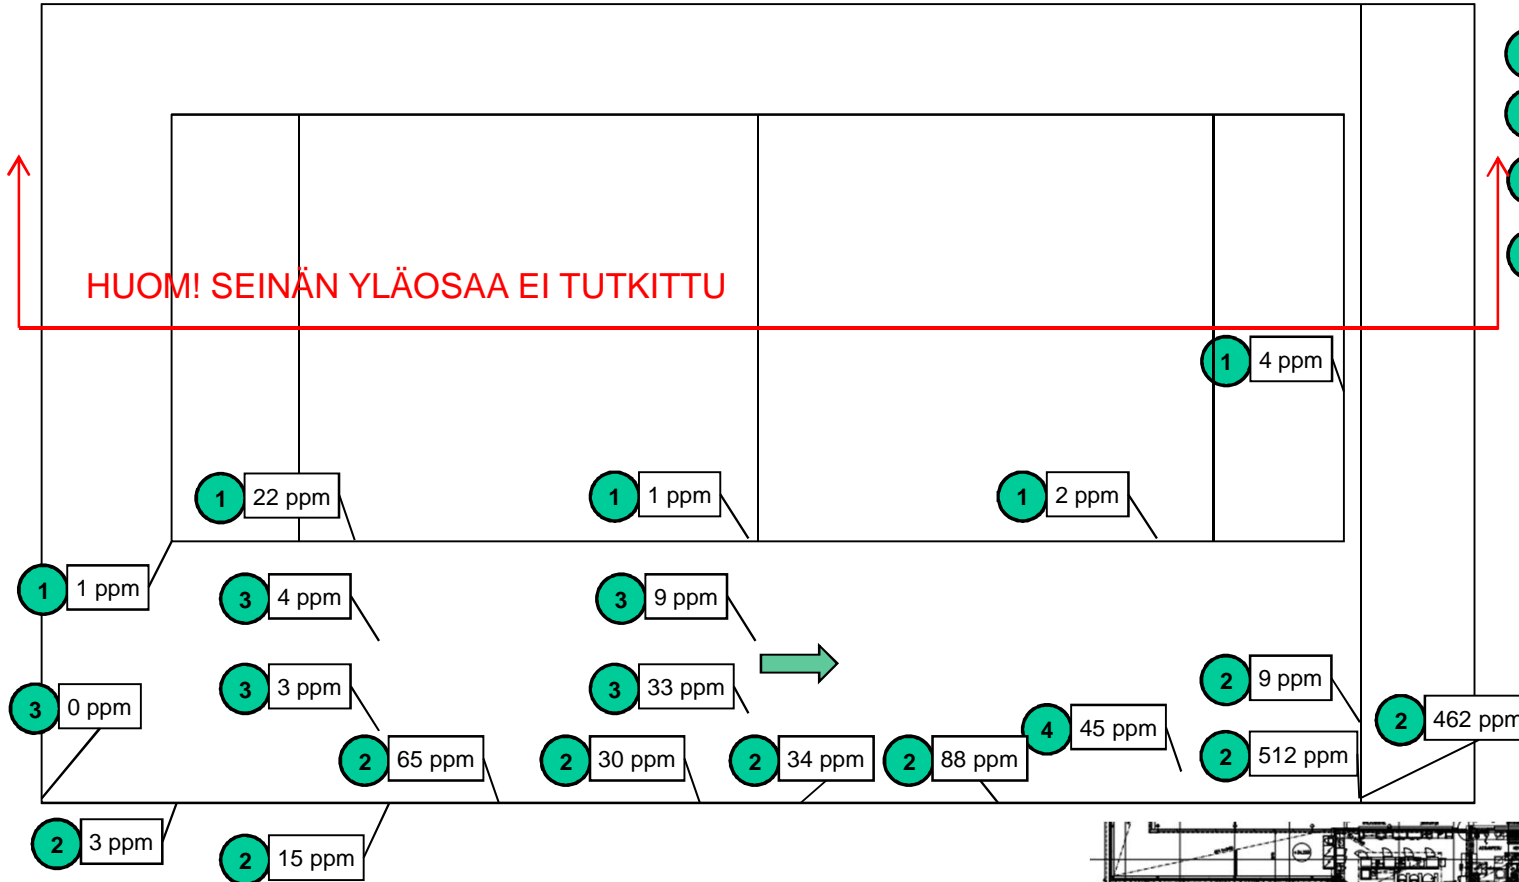 HUOM! SEINÄN YLÄOSAA EI TUTKITTU
1 4 ppm
1 22 ppm
1 1 ppm
1 2 ppm
1 1 ppm
3 4 ppm
3 9 ppm
3 3 ppm
3 33 ppm
2 9 ppm
3 0 ppm
2 462 ppm
4 45 ppm
2 65 ppm
2 30 ppm
2 34 ppm
2 88 ppm
2 512 ppm
2 3 ppm
2 15 ppm